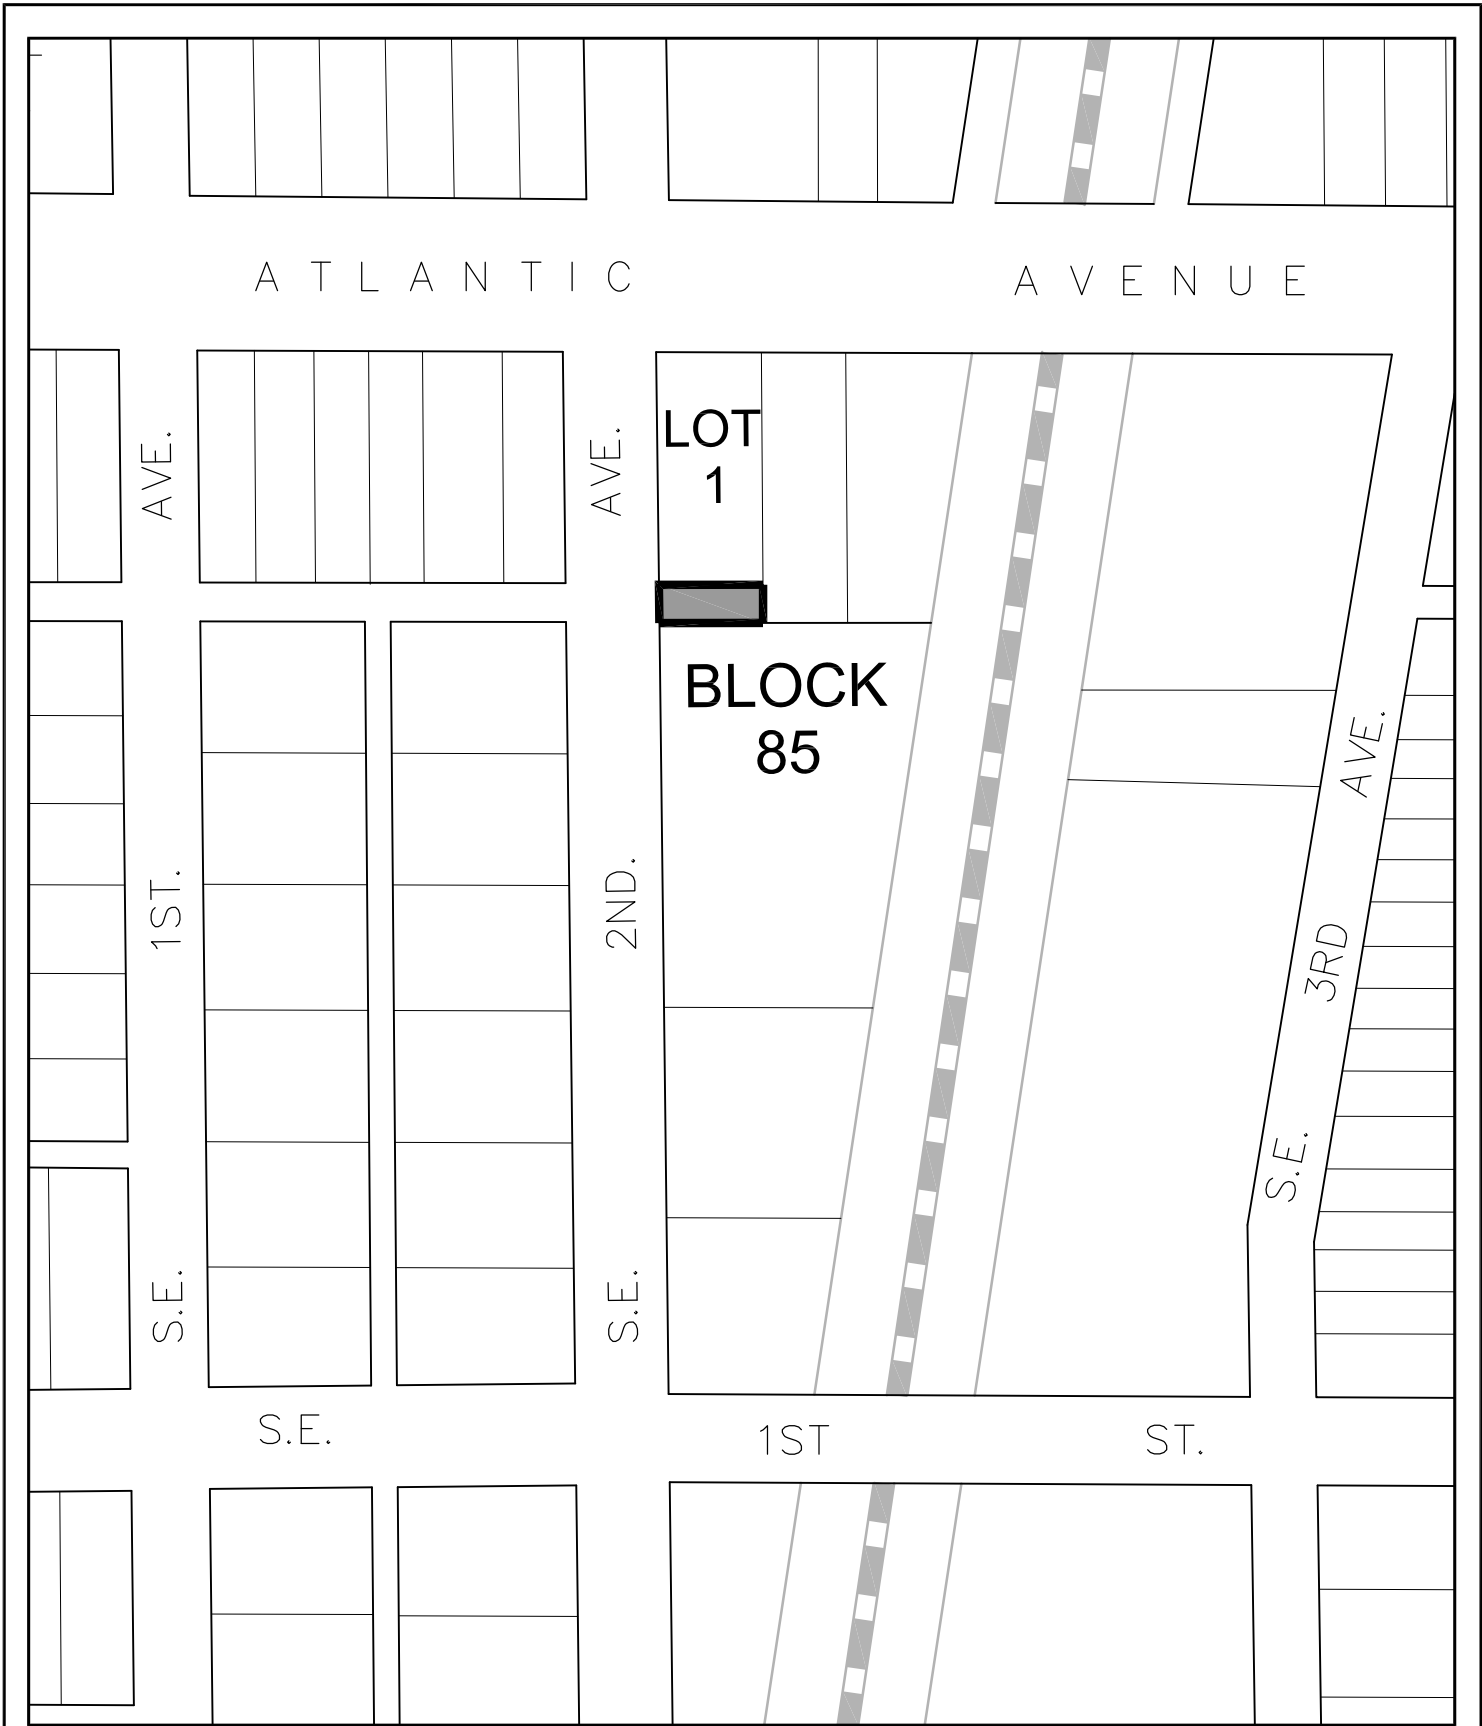 ATLANTIC AVENUE
S.E. 1ST. AVE.
S.E. 2ND. AVE.
LOT
1
BLOCK
85
S.E. 3RD AVE.
S.E. 1ST ST.